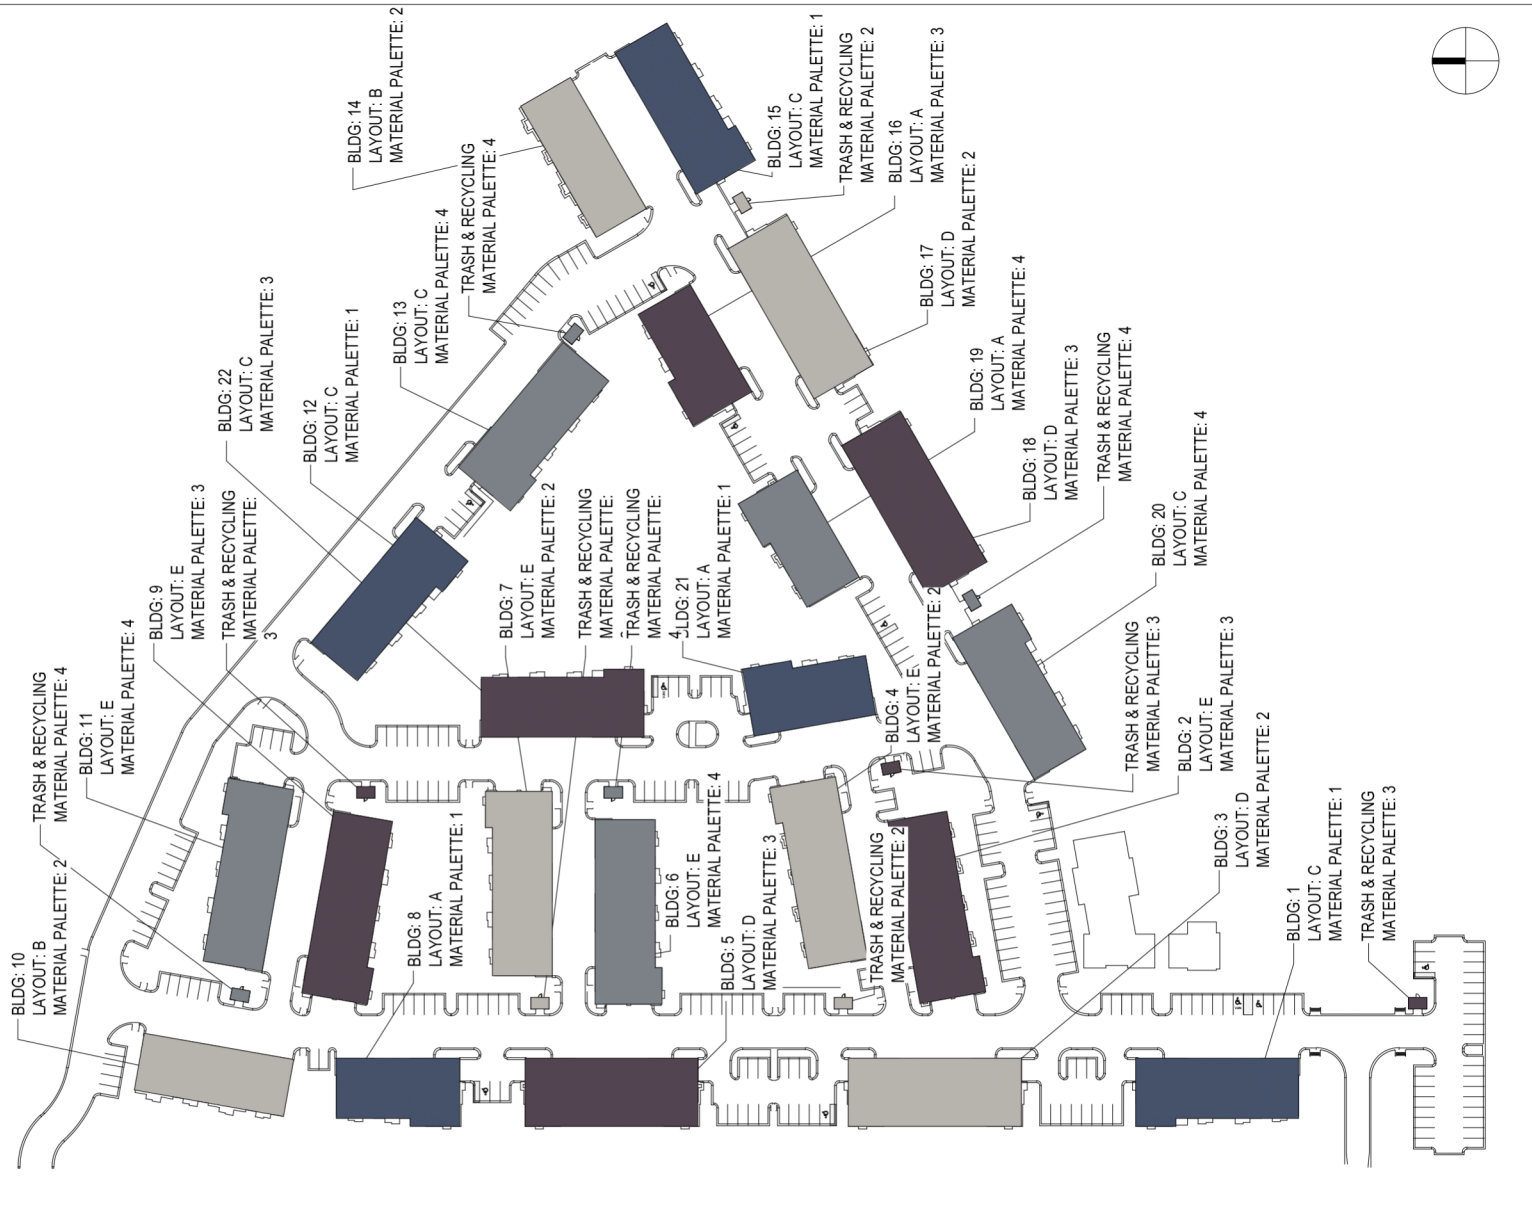 BLDG: 14
LAYOUT: B
MATERIAL PALETTE: 2
TRASH & RECYCLING
MATERIAL PALETTE: 4
BLDG: 15
LAYOUT: C
MATERIAL PALETTE: 1
TRASH & RECYCLING
MATERIAL PALETTE: 2
BLDG: 16
LAYOUT: A
MATERIAL PALETTE: 3
BLDG: 17
LAYOUT: D
MATERIAL PALETTE: 2
BLDG: 22
LAYOUT: C
MATERIAL PALETTE: 3
BLDG: 12
LAYOUT: C
MATERIAL PALETTE: 1
BLDG: 13
LAYOUT: C
MATERIAL PALETTE: 4
BLDG: 19
LAYOUT: A
MATERIAL PALETTE: 4
BLDG: 18
LAYOUT: D
MATERIAL PALETTE: 3
TRASH & RECYCLING
MATERIAL PALETTE: 4
BLDG: 20
LAYOUT: C
MATERIAL PALETTE: 4
BLDG: 9
LAYOUT: E
MATERIAL PALETTE: 3
TRASH & RECYCLING
MATERIAL PALETTE:
3
BLDG: 7
LAYOUT: E
MATERIAL PALETTE: 2
TRASH & RECYCLING
MATERIAL PALETTE:
TRASH & RECYCLING
MATERIAL PALETTE:
4
BLDG: 21
LAYOUT: A
MATERIAL PALETTE: 1
TRASH & RECYCLING
MATERIAL PALETTE: 4
BLDG: 11
LAYOUT: E
MATERIAL PALETTE: 4
BLDG: 4
LAYOUT: E
MATERIAL PALETTE: 2
TRASH & RECYCLING
MATERIAL PALETTE: 3
BLDG: 2
LAYOUT: E
MATERIAL PALETTE: 3
BLDG: 10
LAYOUT: B
MATERIAL PALETTE: 2
BLDG: 8
LAYOUT: A
MATERIAL PALETTE: 1
BLDG: 6
LAYOUT: E
MATERIAL PALETTE: 4
BLDG: 5
LAYOUT: D
MATERIAL PALETTE: 3
TRASH & RECYCLING
MATERIAL PALETTE: 2
BLDG: 3
LAYOUT: D
MATERIAL PALETTE: 2
BLDG: 1
LAYOUT: C
MATERIAL PALETTE: 1
TRASH & RECYCLING
MATERIAL PALETTE: 3